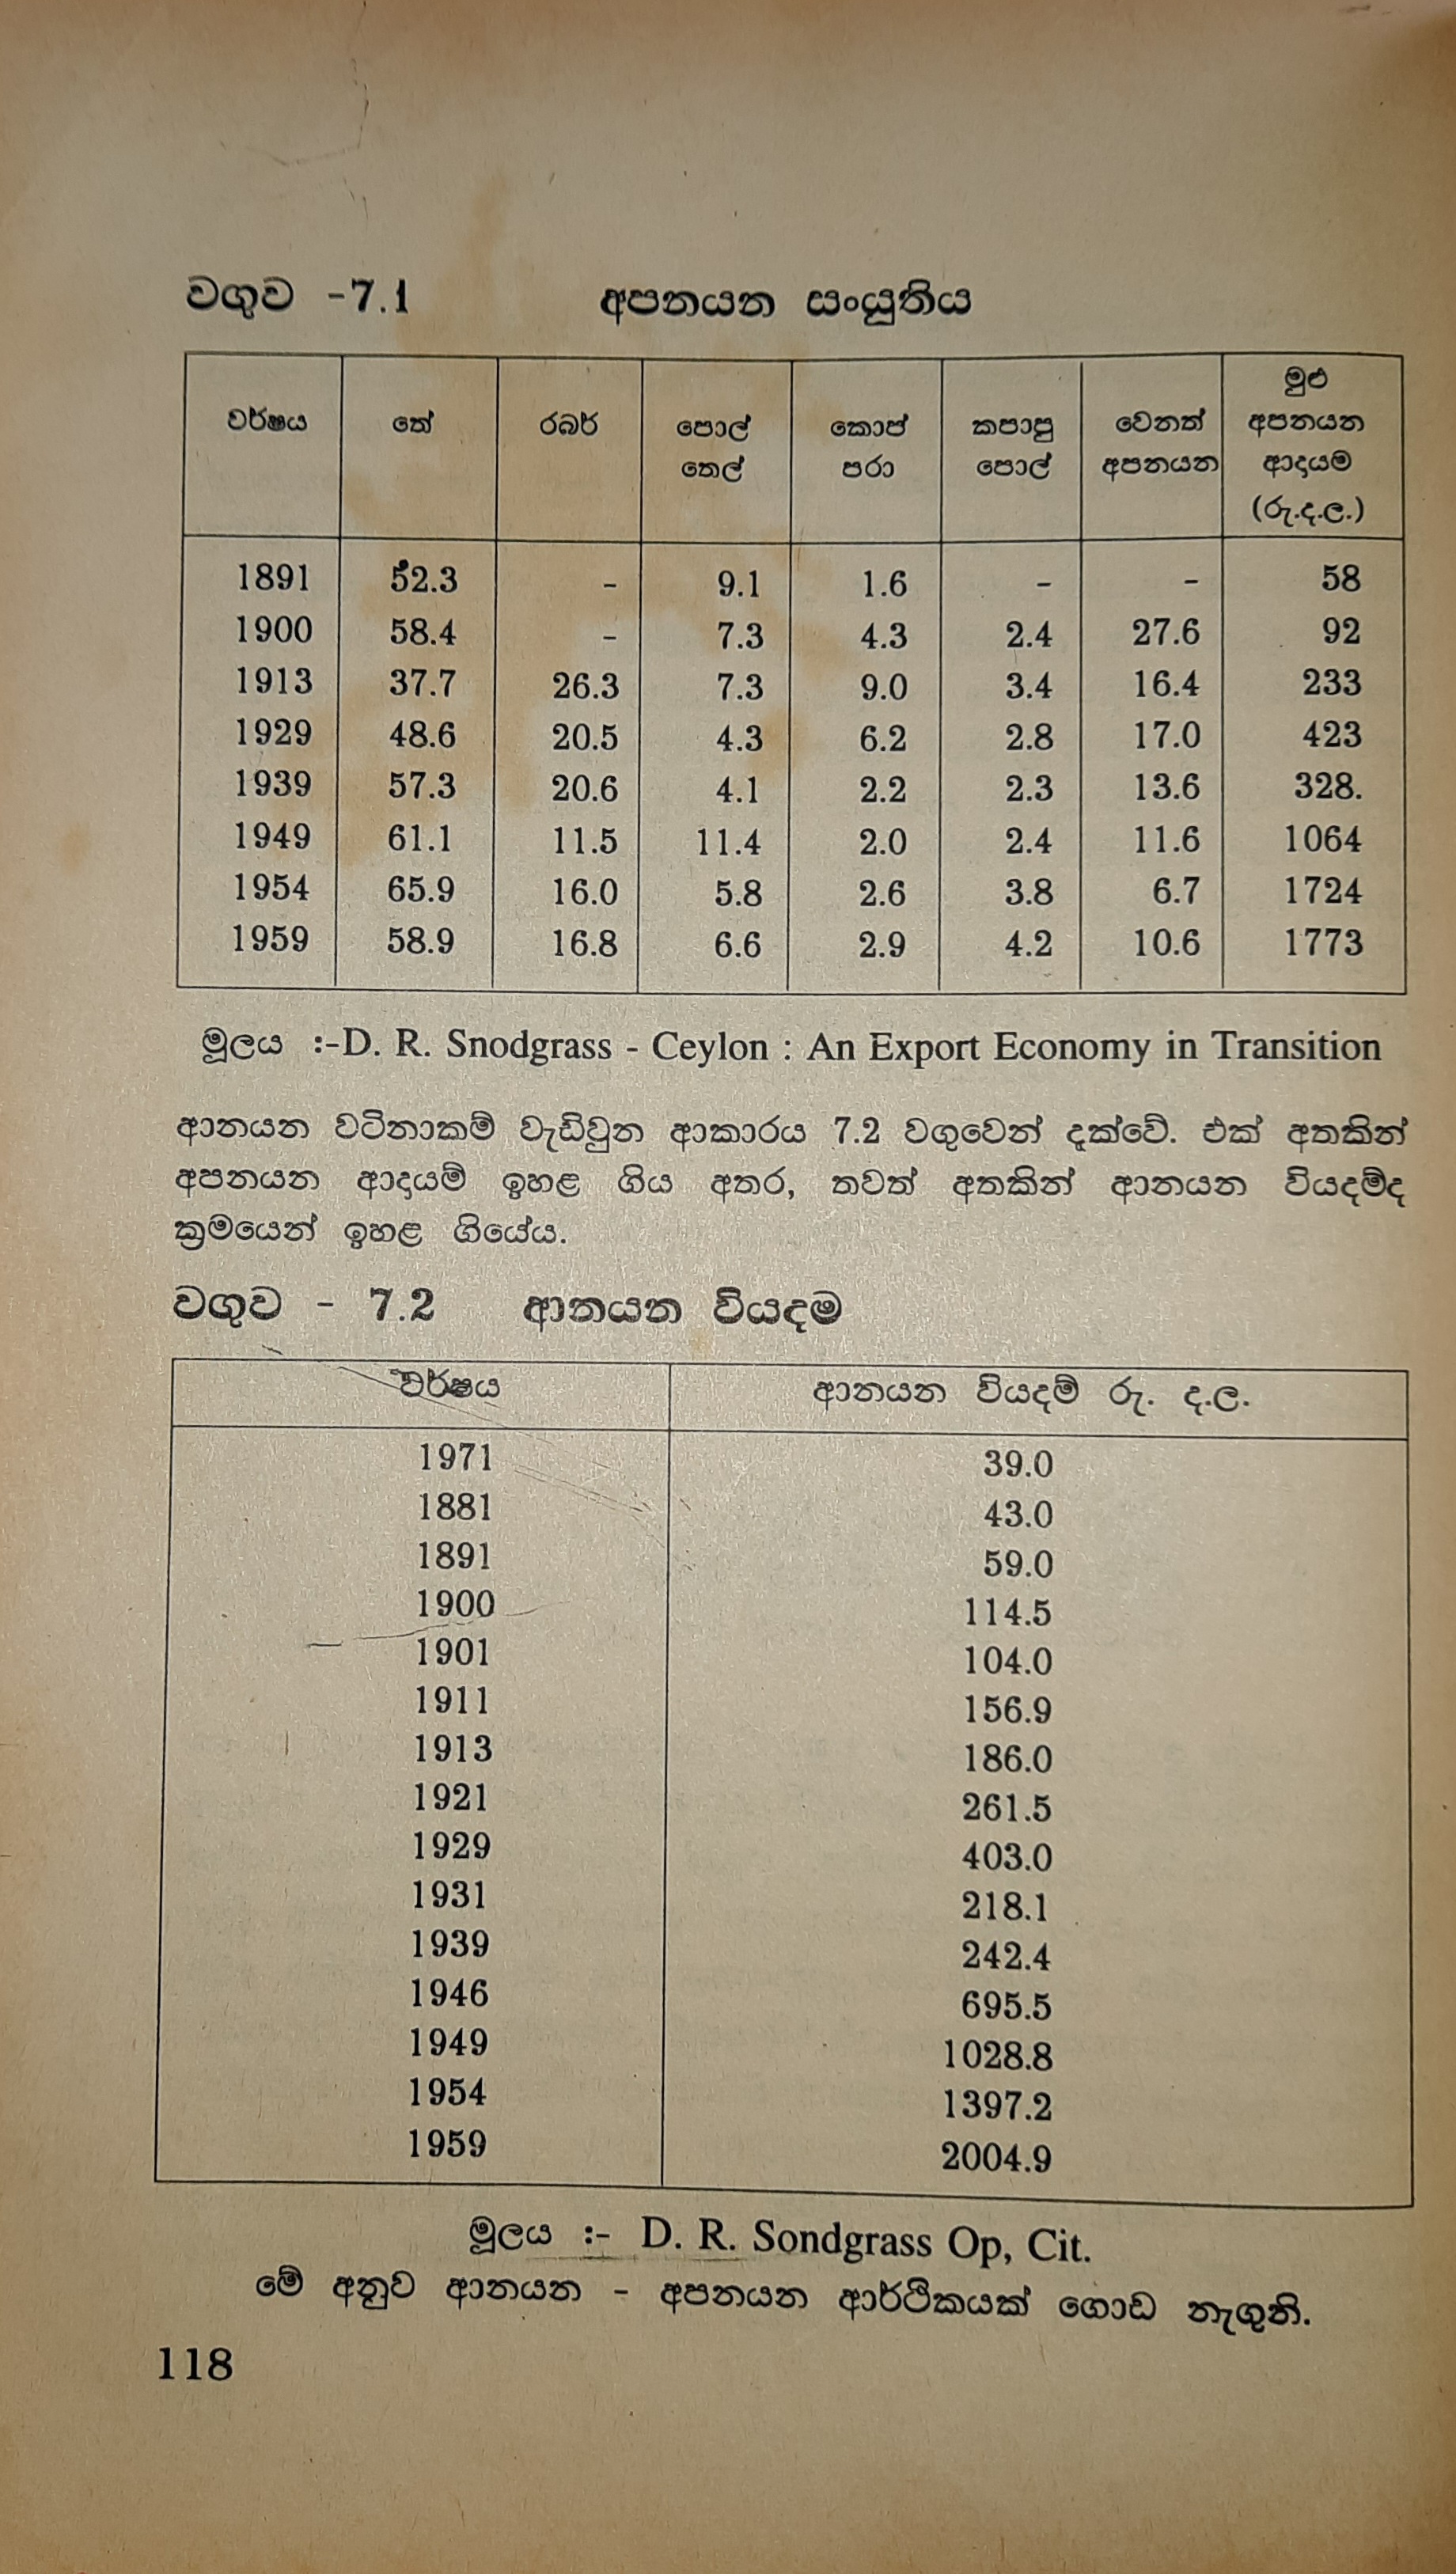 වගුව -7.1 අපනයන සංයුතිය
වර්ෂය තේ රබර් පොල් තෙල් කොප් පරා කපාපු පොල් වෙනත් අපනයන මුළු අපනයන ආදායම (රු.ද.ල.)
1891 52.3 - 9.1 1.6 - - 58
1900 58.4 - 7.3 4.3 2.4 27.6 92
1913 37.7 26.3 7.3 9.0 3.4 16.4 233
1929 48.6 20.5 4.3 6.2 2.8 17.0 423
1939 57.3 20.6 4.1 2.2 2.3 13.6 328.
1949 61.1 11.5 11.4 2.0 2.4 11.6 1064
1954 65.9 16.0 5.8 2.6 3.8 6.7 1724
1959 58.9 16.8 6.6 2.9 4.2 10.6 1773
මූලය :-D. R. Snodgrass - Ceylon : An Export Economy in Transition
ආනයන වටිනාකම් වැඩිවුන ආකාරය 7.2 වගුවෙන් දැක්වේ. එක් අතකින්
අපනයන ආදායම් ඉහළ ගිය අතර, තවත් අතකින් ආනයන වියදම්ද
ක්‍රමයෙන් ඉහළ ගියේය.
වගුව - 7.2 ආනයන වියදම
වර්ෂය ආනයන වියදම් රු. ද.ල.
1971 39.0
1881 43.0
1891 59.0
1900 114.5
1901 104.0
1911 156.9
1913 186.0
1921 261.5
1929 403.0
1931 218.1
1939 242.4
1946 695.5
1949 1028.8
1954 1397.2
1959 2004.9
මූලය :- D. R. Sondgrass Op, Cit.
මේ අනුව ආනයන - අපනයන ආර්ථිකයක් ගොඩ නැගුනි.
118